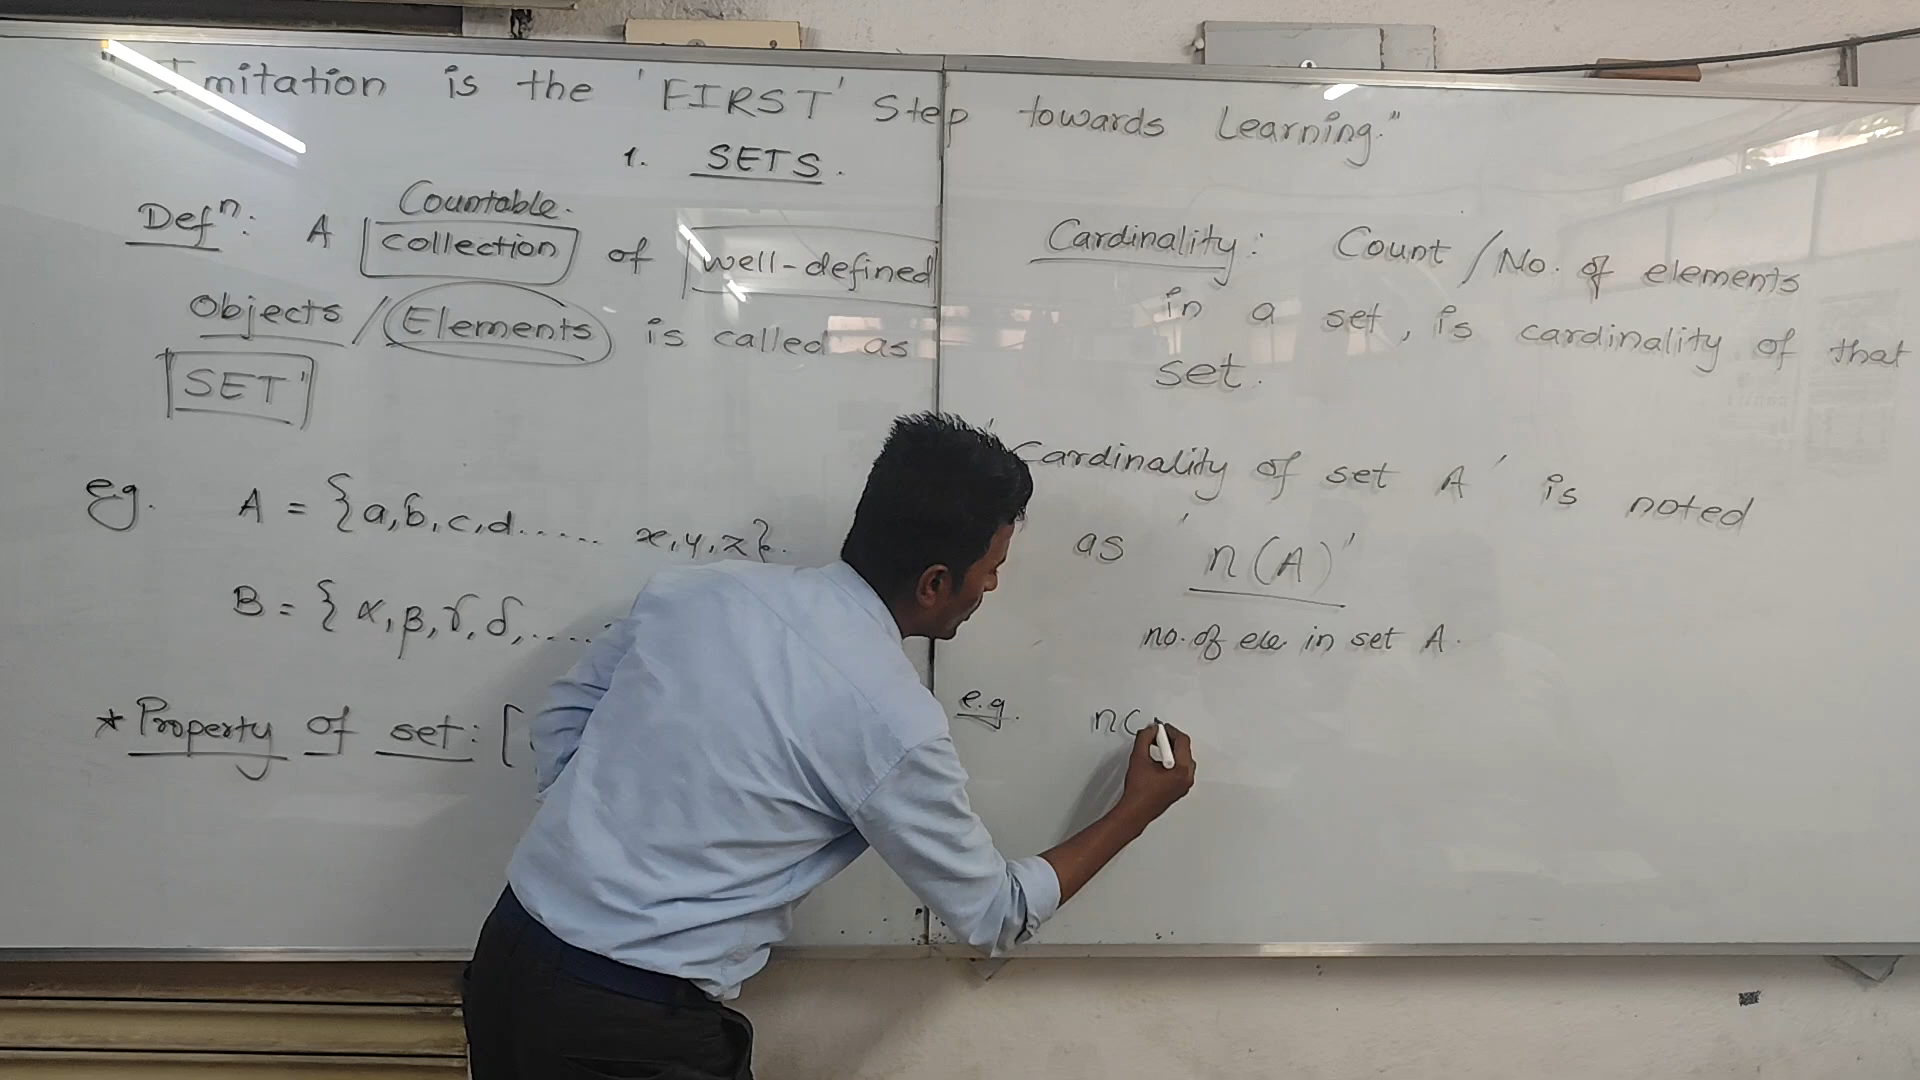 Imitation is the 'FIRST' Step towards Learning."
1. SETS.
Defⁿ: A collection of well-defined
Countable.
Objects / Elements is called as
'SET'
eg. A = {a, b, c, d ..... x, y, z}.
B = { α, β, γ, δ, .....
* Property of set: [
Cardinality: Count / No. of elements
in a set, is cardinality of that
set.
'Cardinality of set A' is noted
as 'n(A)'
no. of ele. in set A.
e.g. n(